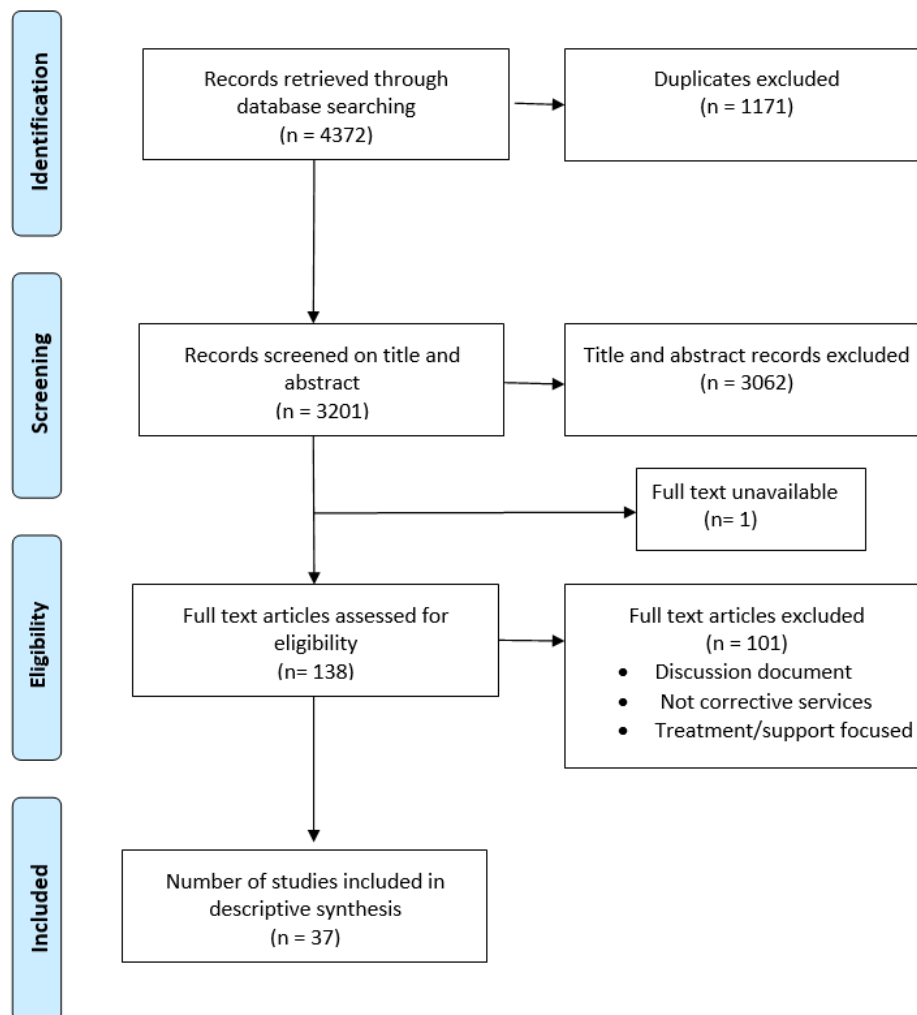 Identification
Records retrieved through
database searching
(n = 4372)
Duplicates excluded
(n = 1171)
Screening
Records screened on title and
abstract
(n = 3201)
Title and abstract records excluded
(n = 3062)
Full text unavailable
(n= 1)
Eligibility
Full text articles assessed for
eligibility
(n= 138)
Full text articles excluded
(n = 101)
• Discussion document
• Not corrective services
• Treatment/support focused
Included
Number of studies included in
descriptive synthesis
(n = 37)